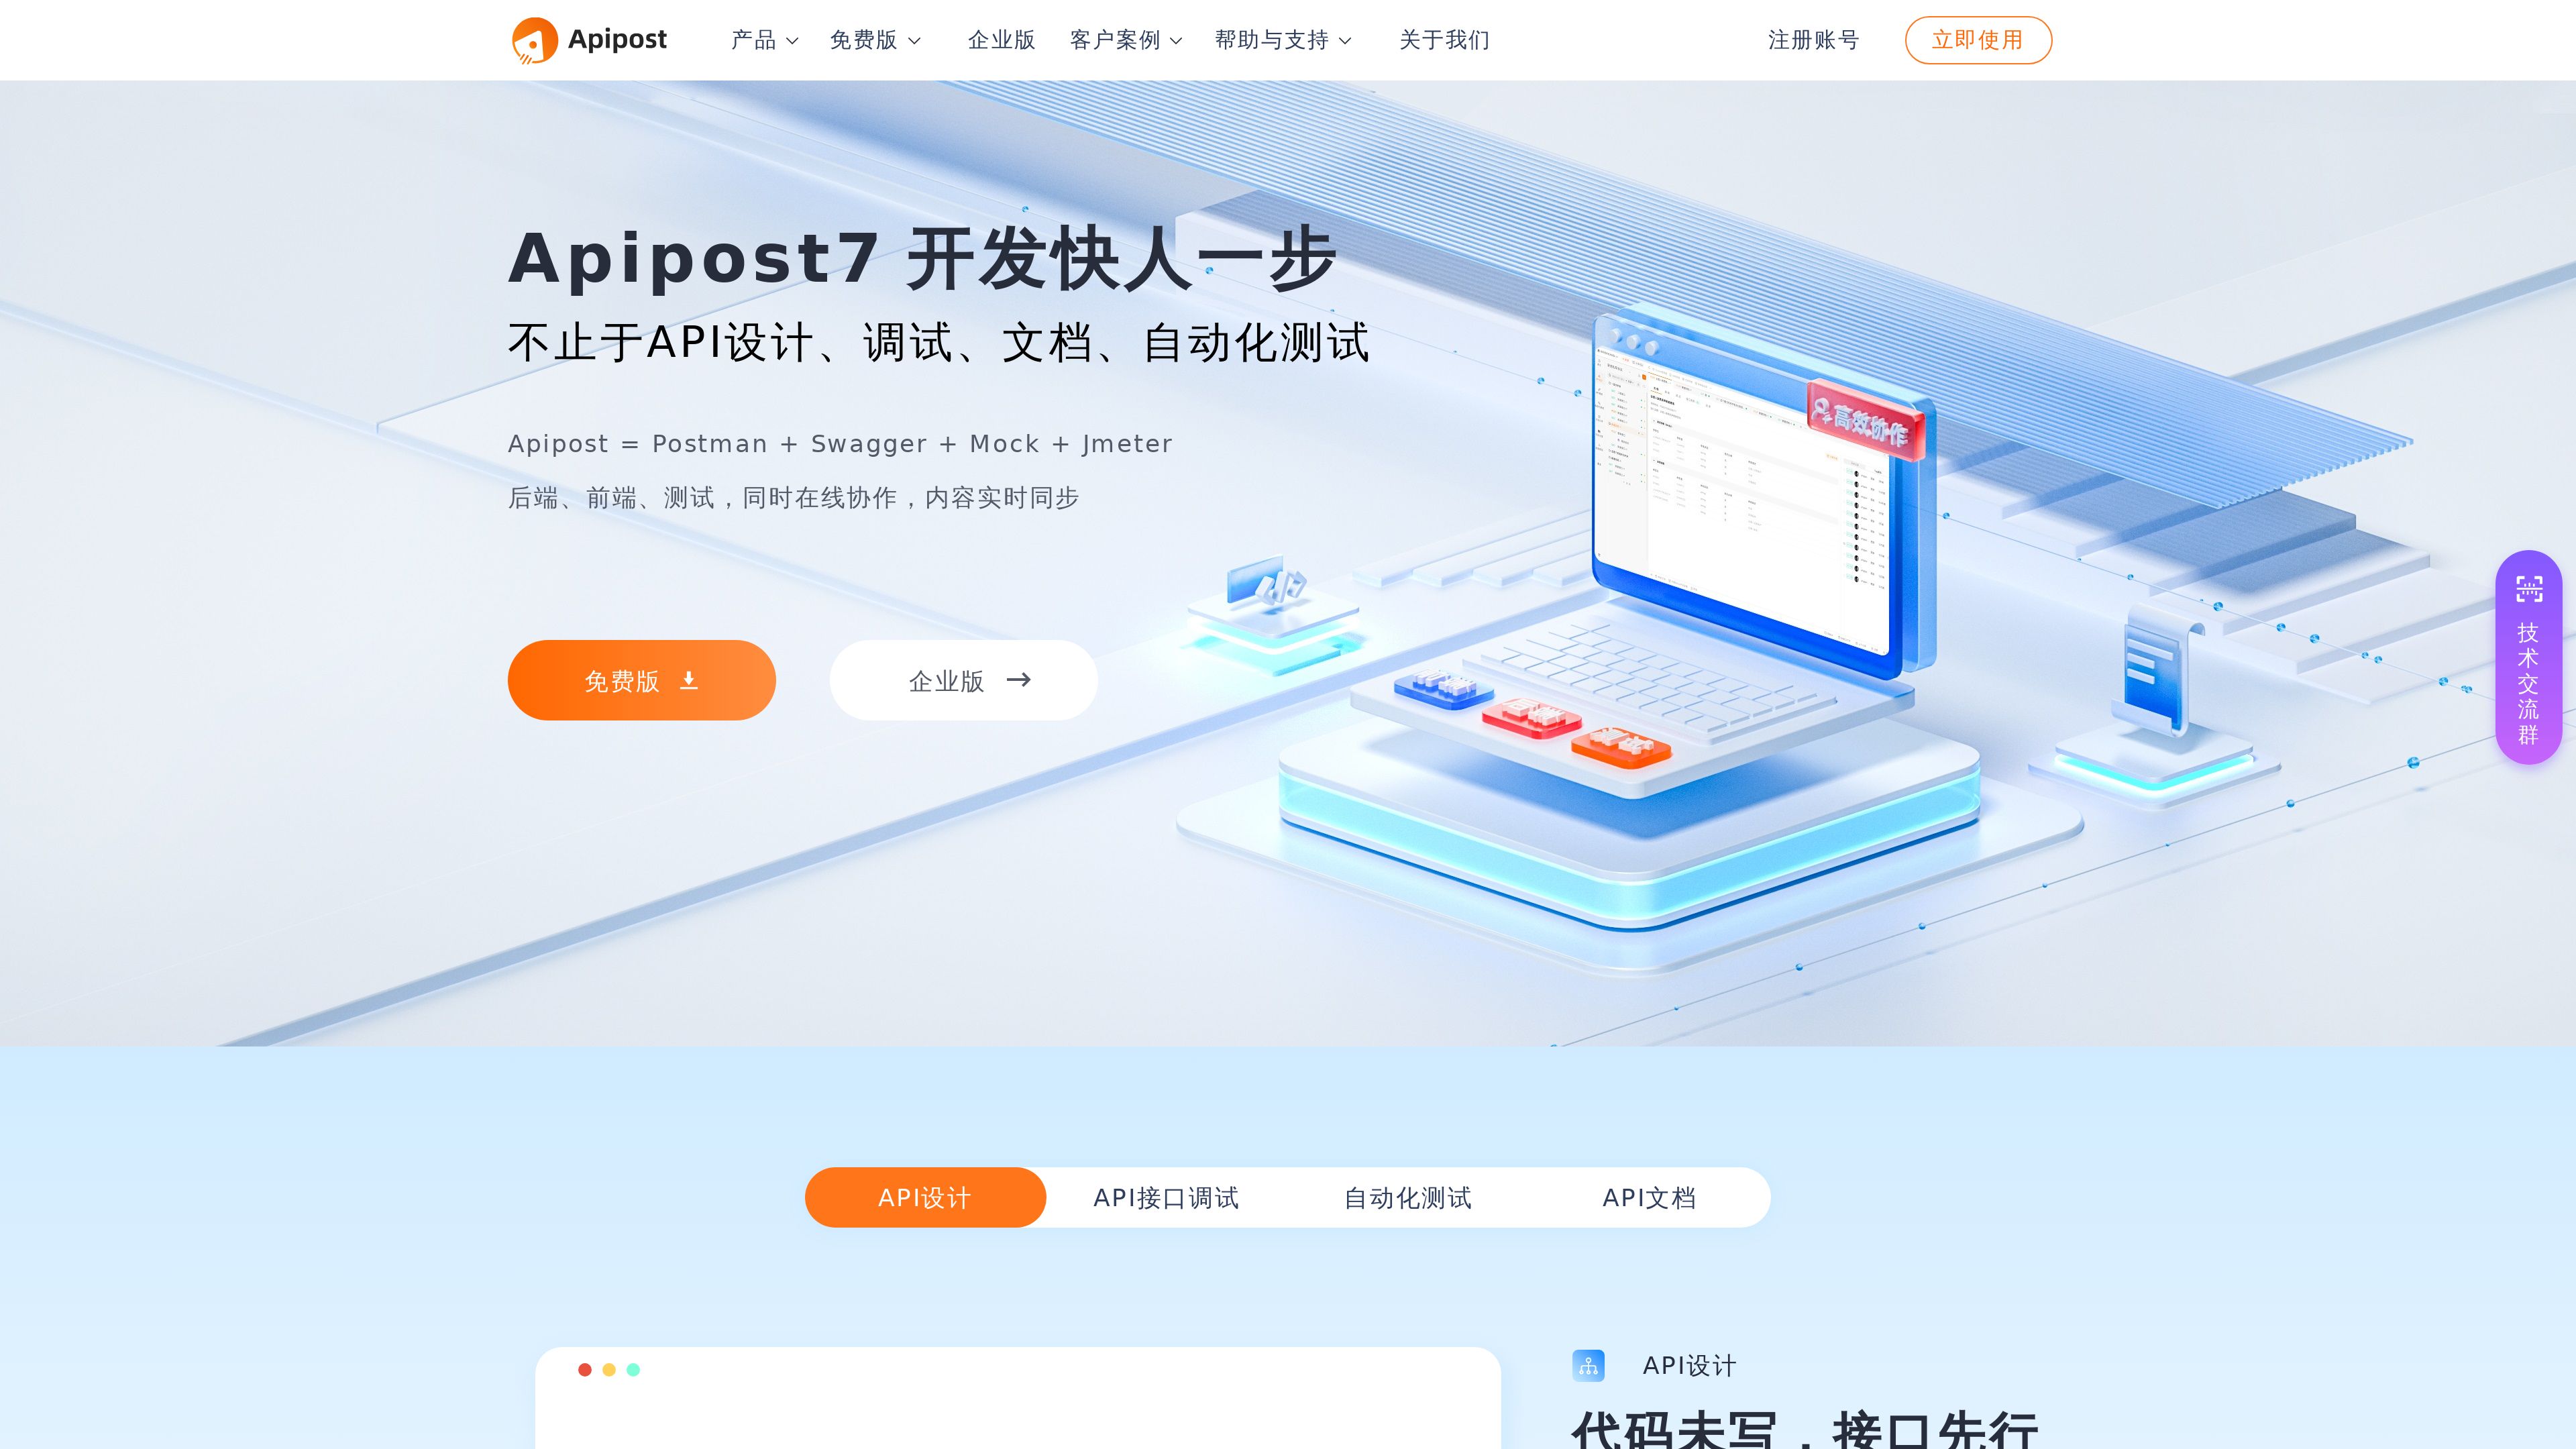 Apipost
产品
免费版
企业版
客户案例
帮助与支持
关于我们
注册账号
立即使用
Apipost7 开发快人一步
不止于API设计、调试、文档、自动化测试
Apipost = Postman + Swagger + Mock + Jmeter
后端、前端、测试，同时在线协作，内容实时同步
高效协作
免费版
企业版
技术交流群
API设计
API接口调试
自动化测试
API文档
API设计
代码未写，接口先行